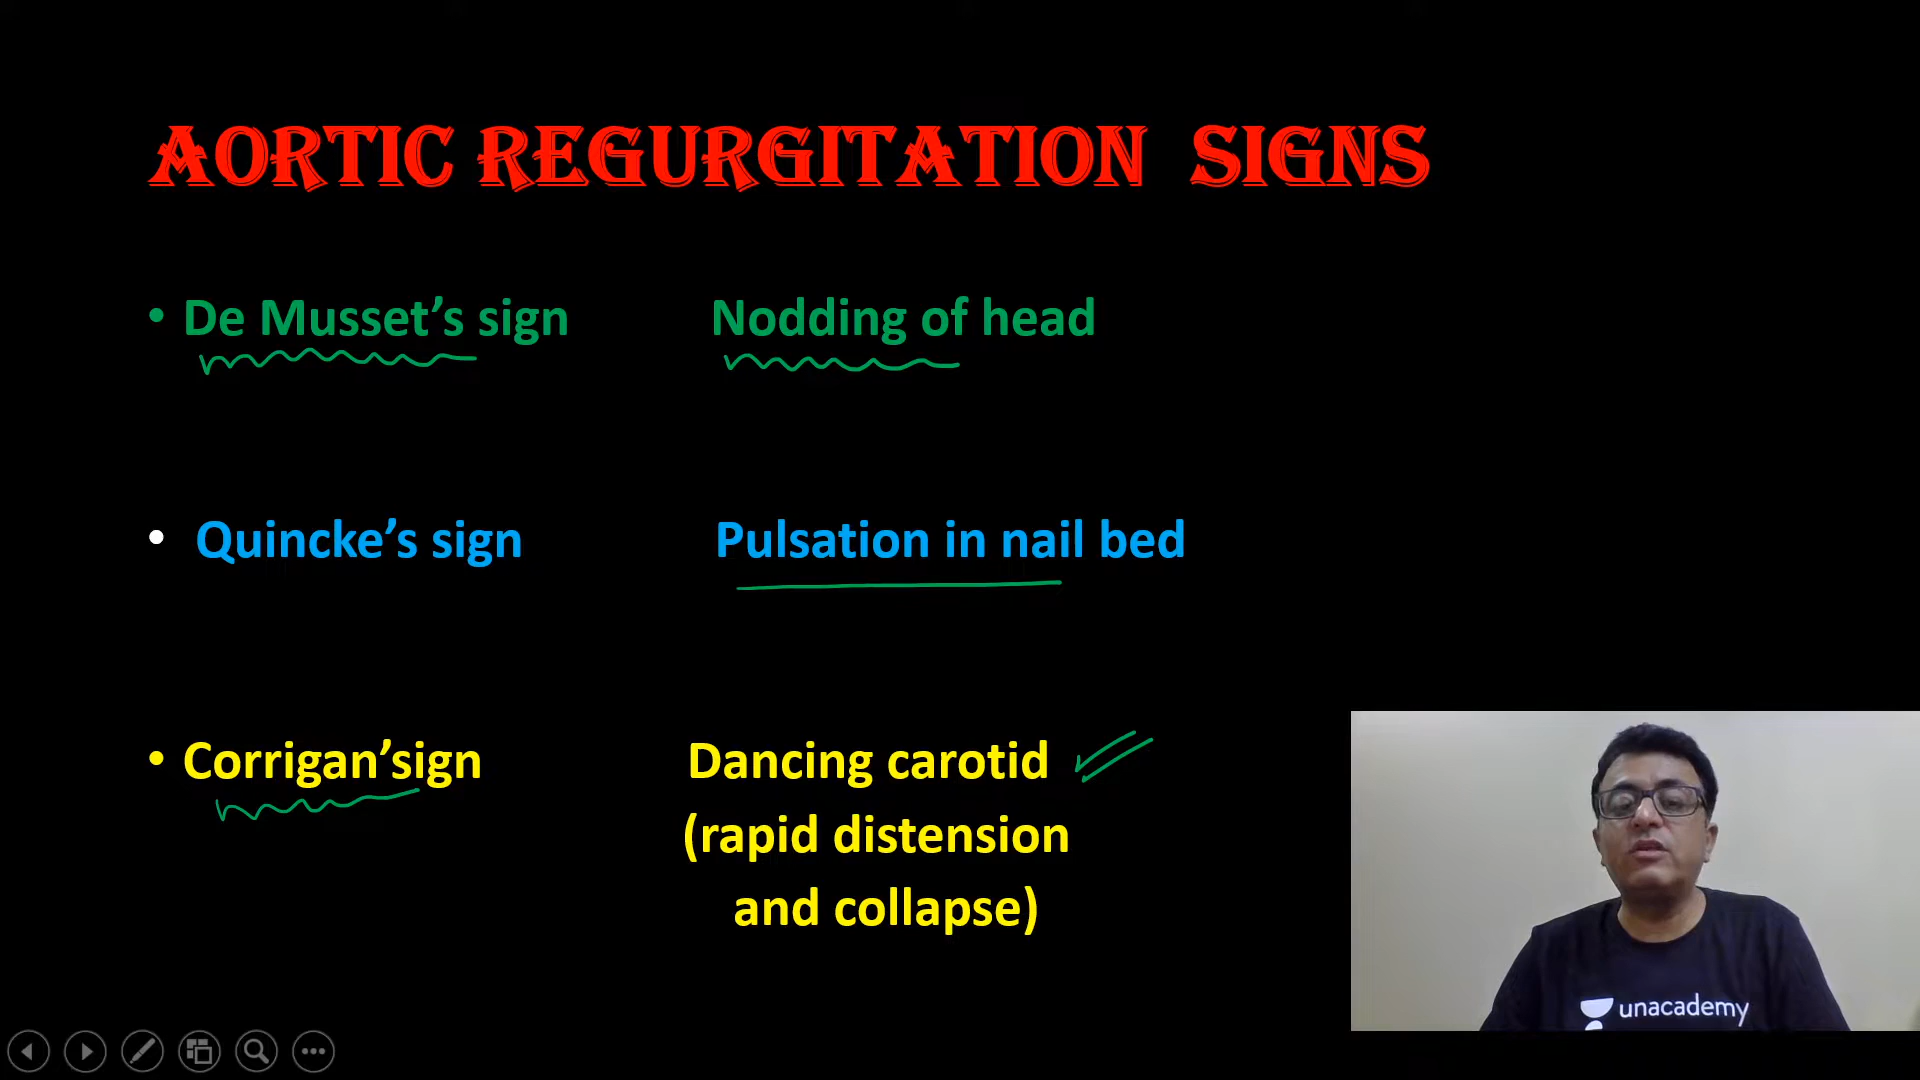 AORTIC REGURGITATION SIGNS
• De Musset’s sign Nodding of head
• Quincke’s sign Pulsation in nail bed
• Corrigan’sign Dancing carotid
(rapid distension
and collapse)
unacademy